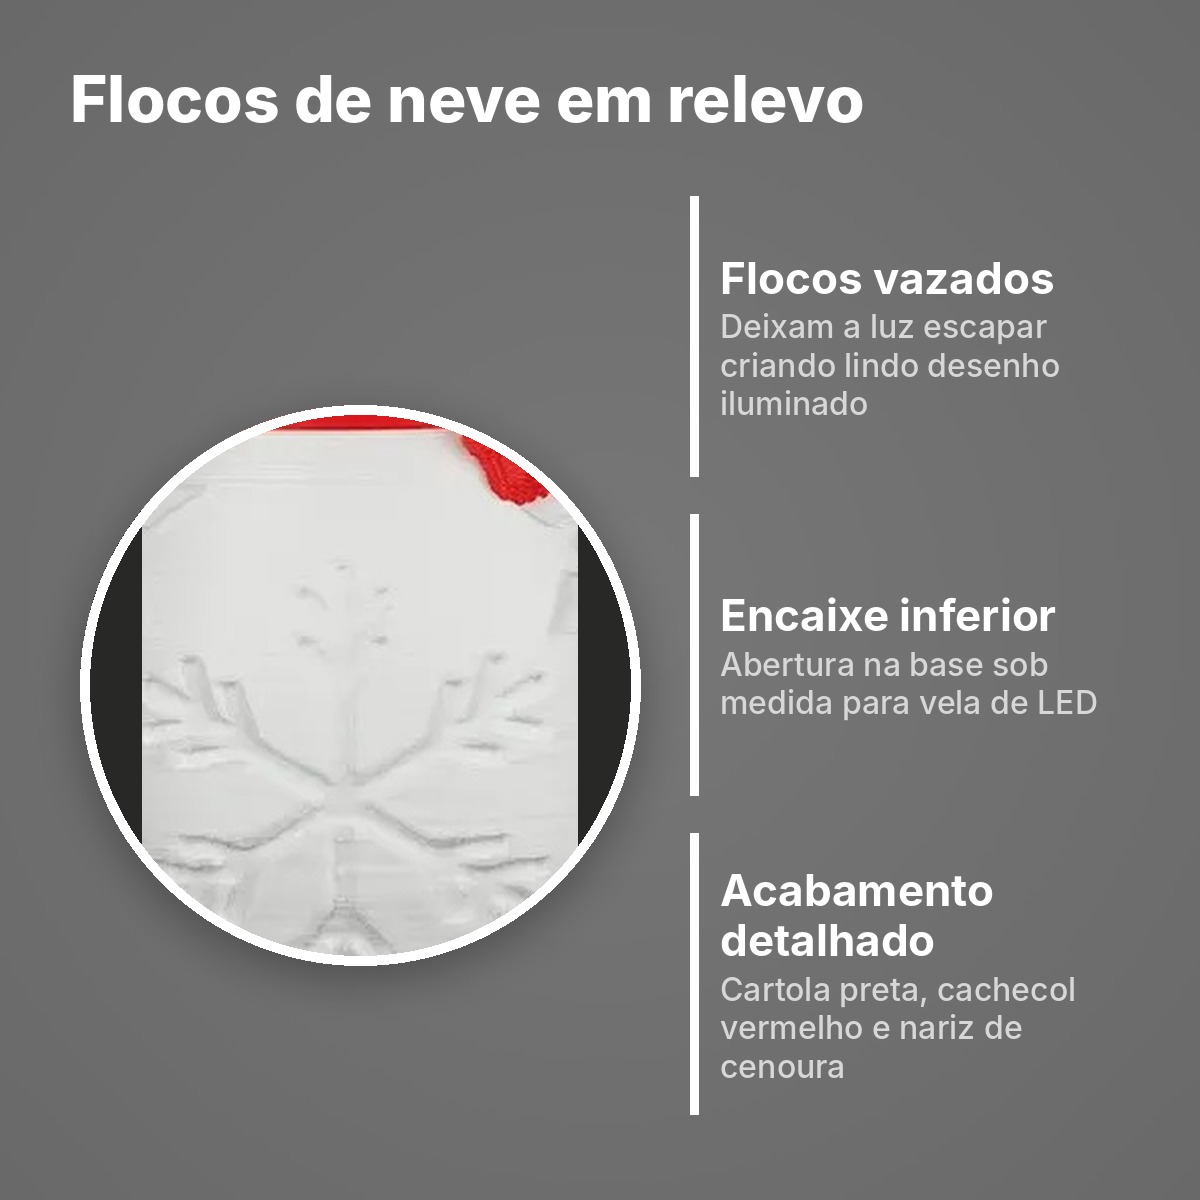 Flocos de neve em relevo
Flocos vazados
Deixam a luz escapar
criando lindo desenho
iluminado
Encaixe inferior
Abertura na base sob
medida para vela de LED
Acabamento
detalhado
Cartola preta, cachecol
vermelho e nariz de
cenoura